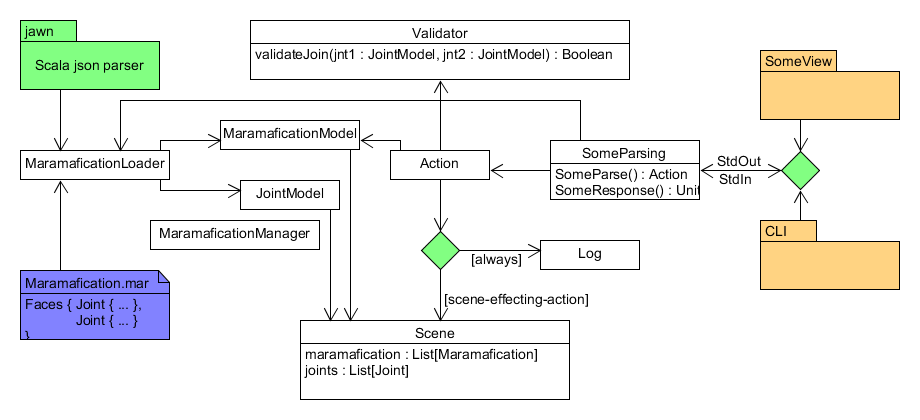 jawn
Scala json parser
Validator
validateJoin(jnt1 : JointModel, jnt2 : JointModel) : Boolean
SomeView
MaramaficationModel
MaramaficationLoader
Action
SomeParsing
SomeParse() : Action
SomeResponse() : Unit
StdOut
StdIn
JointModel
MaramaficationManager
CLI
Log
[always]
Maramafication.mar
Faces { Joint { ... },
Joint { ... }
}
[scene-effecting-action]
Scene
maramafication : List[Maramafication]
joints : List[Joint]